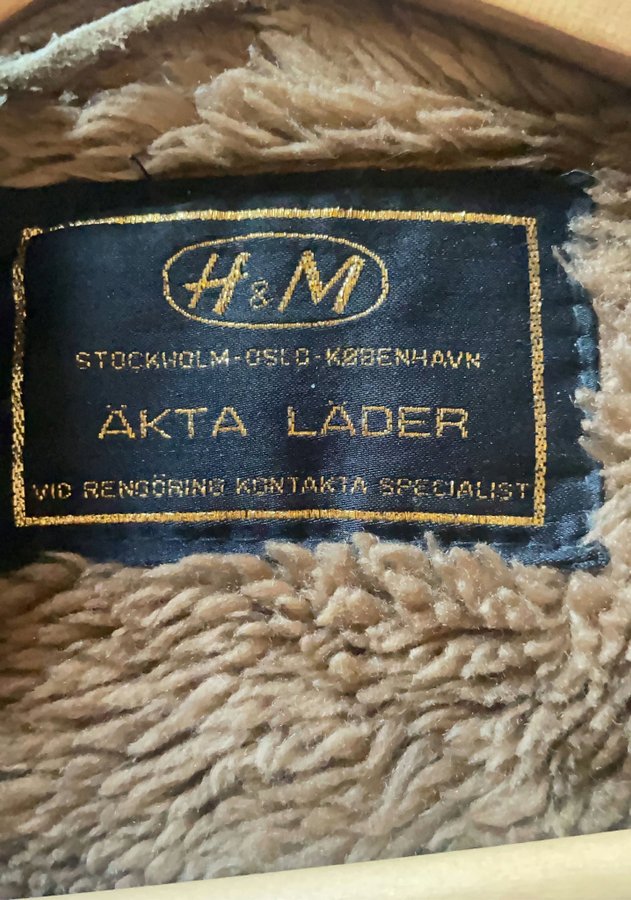 H&M
STOCKHOLM-OSLO-KØBENHAVN
ÄKTA LÄDER
VID RENGÖRING KONTAKTA SPECIALIST